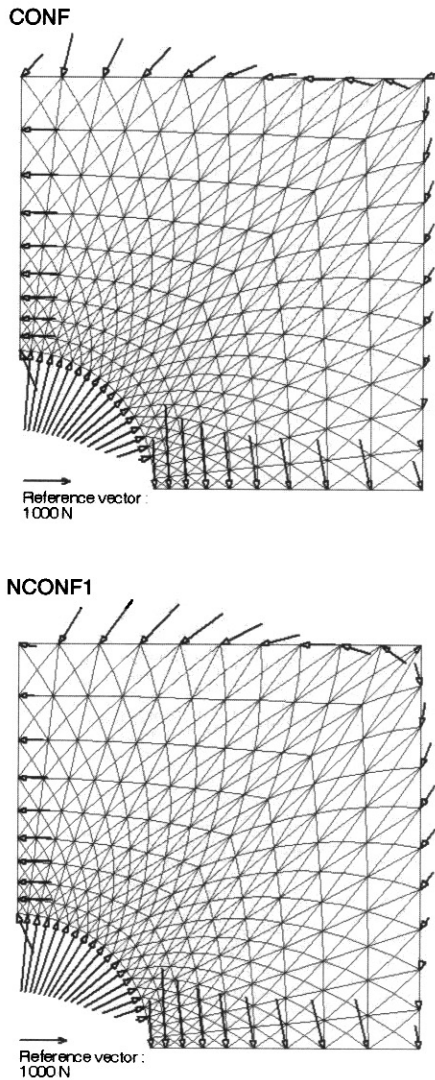 CONF
Reference vector :
1000 N
NCONF1
Reference vector :
1000 N